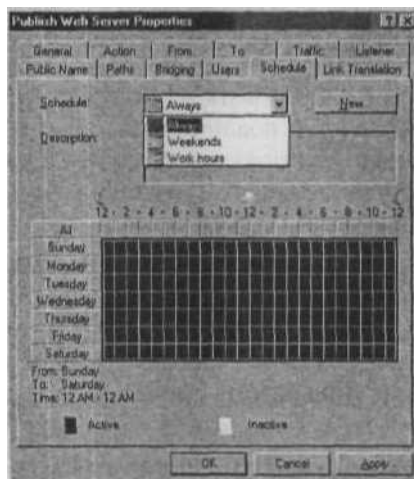 Publish Web Server Properties
General Action From To Traffic Listener
Public Name Paths Bridging Users Schedule Link Translation
Schedule: Always New...
Always
Description: Weekends
Work hours
12 - 2 - 4 - 6 - 8 - 10 - 12 - 2 - 4 - 6 - 8 - 10 - 12
All
Sunday
Monday
Tuesday
Wednesday
Thursday
Friday
Saturday
From: Sunday
To: Saturday
Time: 12 AM - 12 AM
Active Inactive
OK Cancel Apply